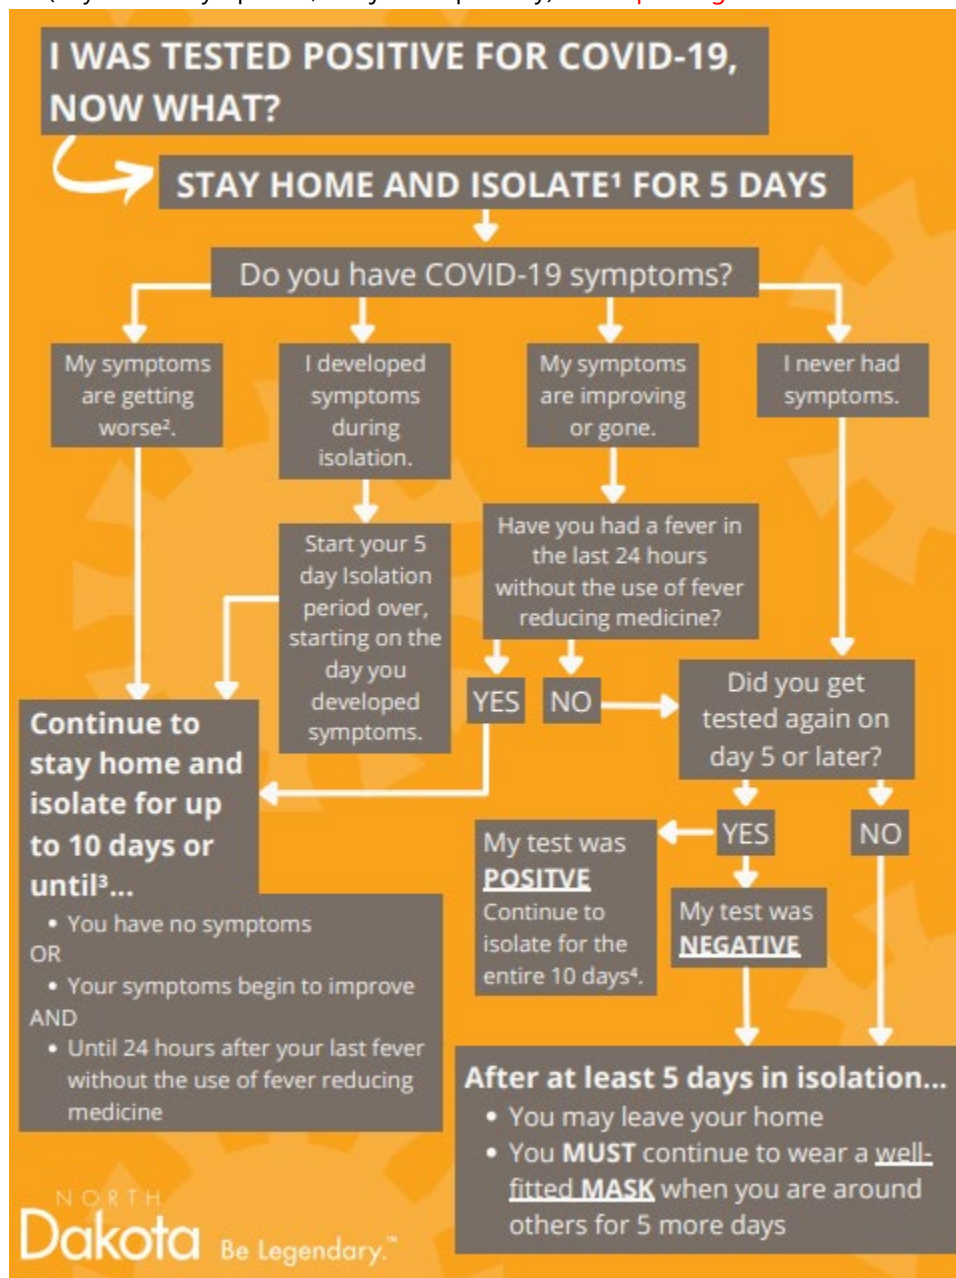 I WAS TESTED POSITIVE FOR COVID-19,
NOW WHAT?
STAY HOME AND ISOLATE¹ FOR 5 DAYS
Do you have COVID-19 symptoms?
My symptoms
are getting
worse².
I developed
symptoms
during
isolation.
My symptoms
are improving
or gone.
I never had
symptoms.
Start your 5
day Isolation
period over,
starting on the
day you
developed
symptoms.
Have you had a fever in
the last 24 hours
without the use of fever
reducing medicine?
YES
NO
Did you get
tested again on
day 5 or later?
YES
NO
My test was
POSITVE
Continue to
isolate for the
entire 10 days⁴.
My test was
NEGATIVE
Continue to
stay home and
isolate for up
to 10 days or
until³...
• You have no symptoms
OR
• Your symptoms begin to improve
AND
• Until 24 hours after your last fever
without the use of fever reducing
medicine
After at least 5 days in isolation...
• You may leave your home
• You MUST continue to wear a well-
fitted MASK when you are around
others for 5 more days
NORTH
Dakota Be Legendary.™